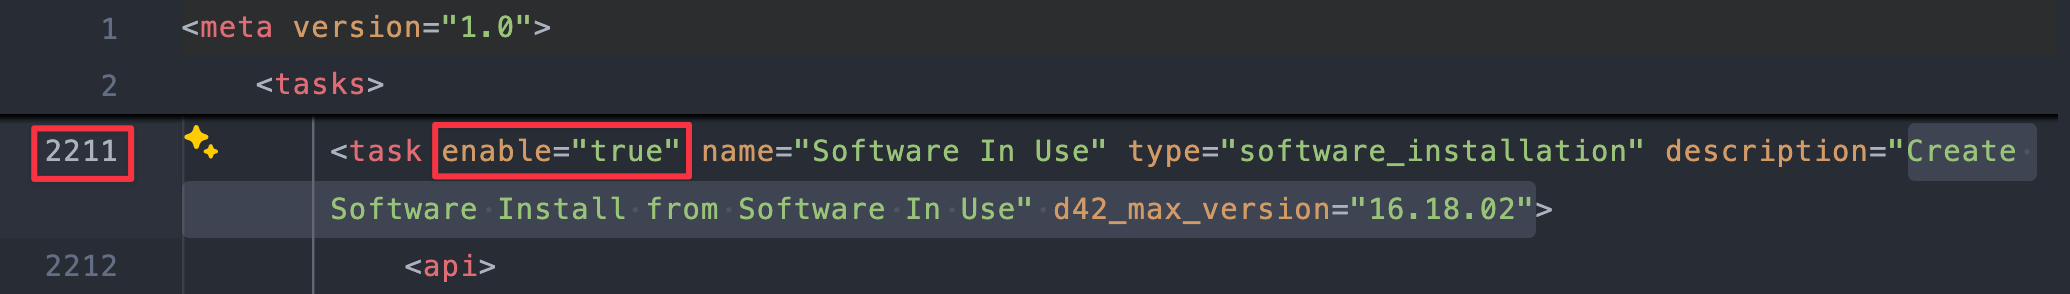 1 <meta version="1.0">
2 <tasks>
2211 <task enable="true" name="Software In Use" type="software_installation" description="Create
Software Install from Software In Use" d42_max_version="16.18.02">
2212 <api>